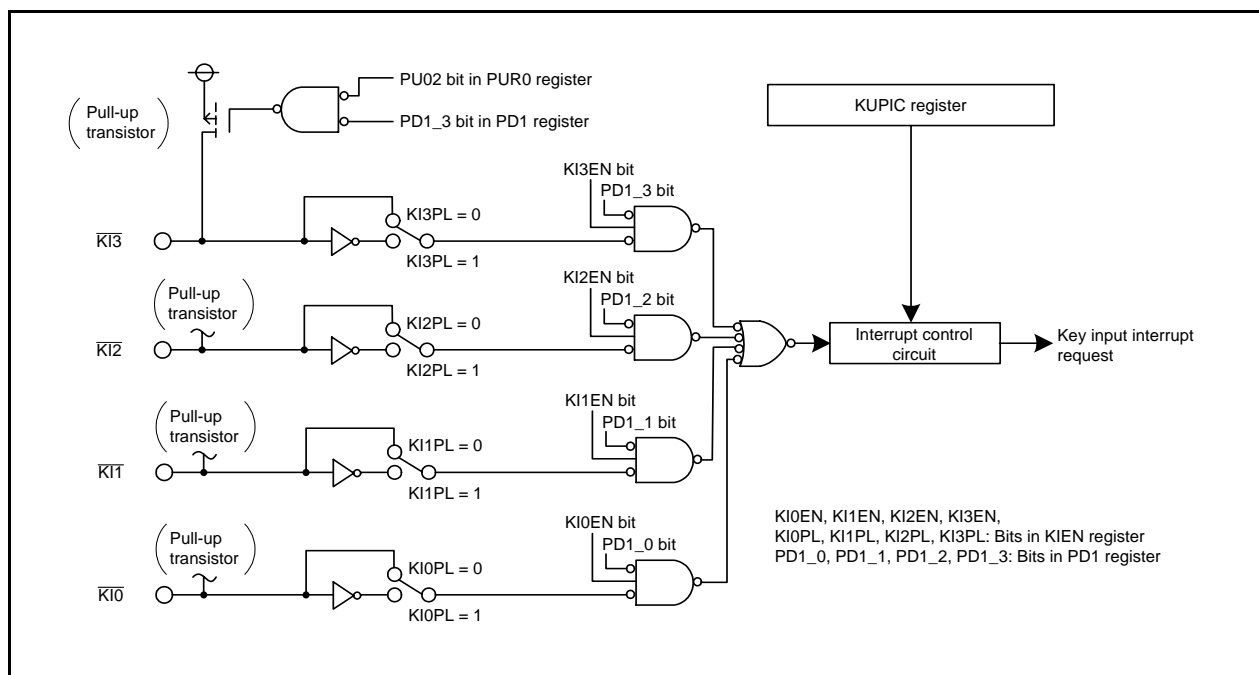 PU02 bit in PUR0 register
Pull-up
transistor
PD1_3 bit in PD1 register
KUPIC register
KI3EN bit
PD1_3 bit
KI3PL = 0
KI3
KI3PL = 1
Pull-up
transistor
KI2EN bit
PD1_2 bit
KI2PL = 0
KI2
KI2PL = 1
Interrupt control
circuit
Key input interrupt
request
Pull-up
transistor
KI1EN bit
PD1_1 bit
KI1PL = 0
KI1
KI1PL = 1
Pull-up
transistor
KI0EN bit
PD1_0 bit
KI0PL = 0
KI0
KI0PL = 1
KI0EN, KI1EN, KI2EN, KI3EN,
KI0PL, KI1PL, KI2PL, KI3PL: Bits in KIEN register
PD1_0, PD1_1, PD1_2, PD1_3: Bits in PD1 register